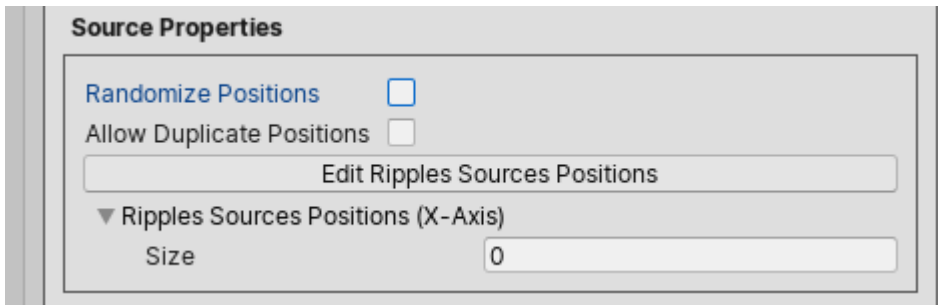 Source Properties
Randomize Positions
Allow Duplicate Positions
Edit Ripples Sources Positions
Ripples Sources Positions (X-Axis)
Size 0